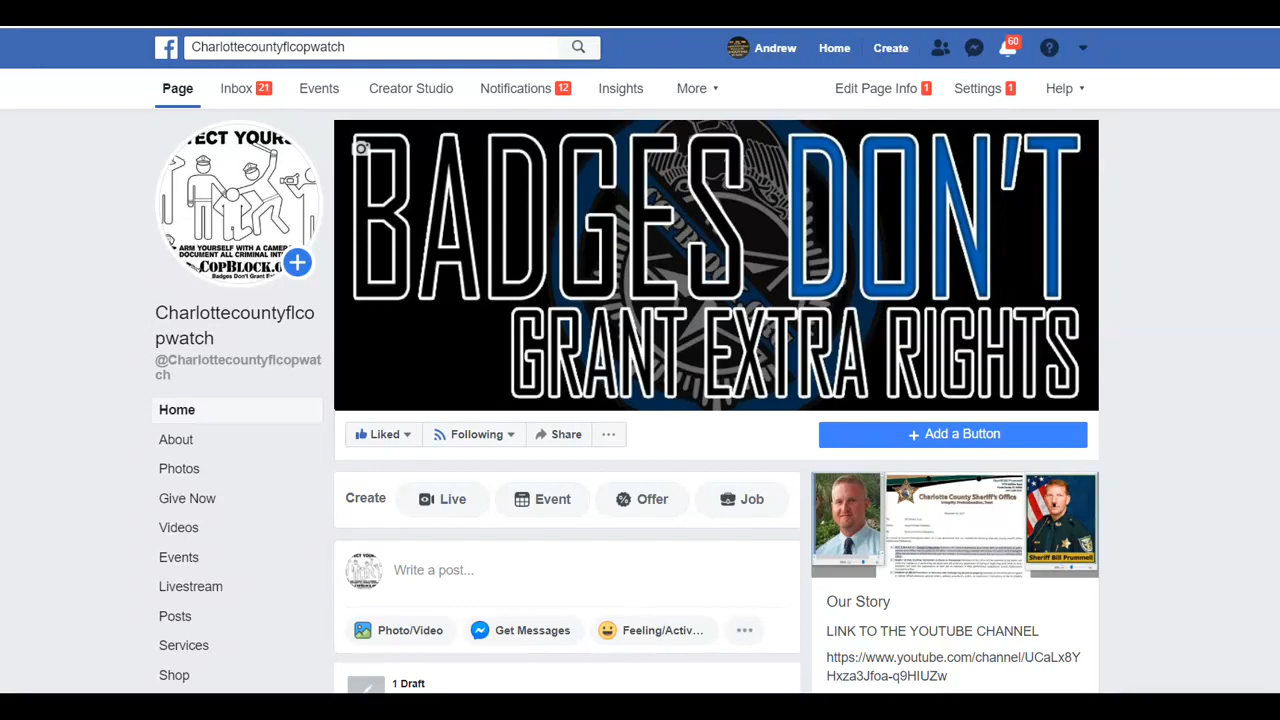 Charlottecountyflcopwatch
Andrew Home Create 60
Page Inbox 21 Events Creator Studio Notifications 12 Insights More Edit Page Info 1 Settings 1 Help
ARM YOURSELF WITH A CAMERA
COPBLOCK.O
Badges Don't Grant
BADGES DON'T
GRANT EXTRA RIGHTS
Charlottecountyflco
pwatch
@Charlottecountyflcopwat
ch
Home
About
Photos
Give Now
Videos
Events
Livestream
Posts
Services
Shop
Liked Following Share
+ Add a Button
Create Live Event Offer Job
Write a post...
Photo/Video Get Messages Feeling/Activ...
1 Draft
Charlotte County Sheriff's Office
Sheriff Bill Prummell
Our Story
LINK TO THE YOUTUBE CHANNEL
https://www.youtube.com/channel/UCaLx8Y
Hxza3Jfoa-q9HIUZw